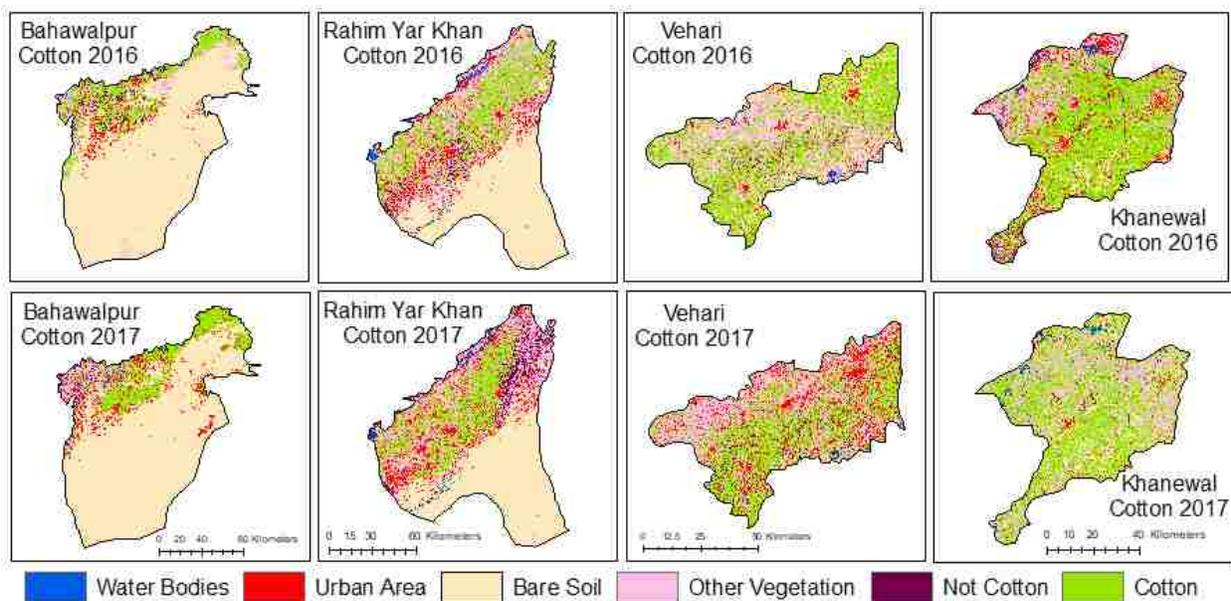 Bahawalpur
Cotton 2016
Rahim Yar Khan
Cotton 2016
Vehari
Cotton 2016
Khanewal
Cotton 2016
Bahawalpur
Cotton 2017
0 20 40 80 Kilometers
Rahim Yar Khan
Cotton 2017
0 15 30 60 Kilometers
Vehari
Cotton 2017
0 12.5 25 50 Kilometers
Khanewal
Cotton 2017
0 10 20 40 Kilometers
Water Bodies Urban Area Bare Soil Other Vegetation Not Cotton Cotton